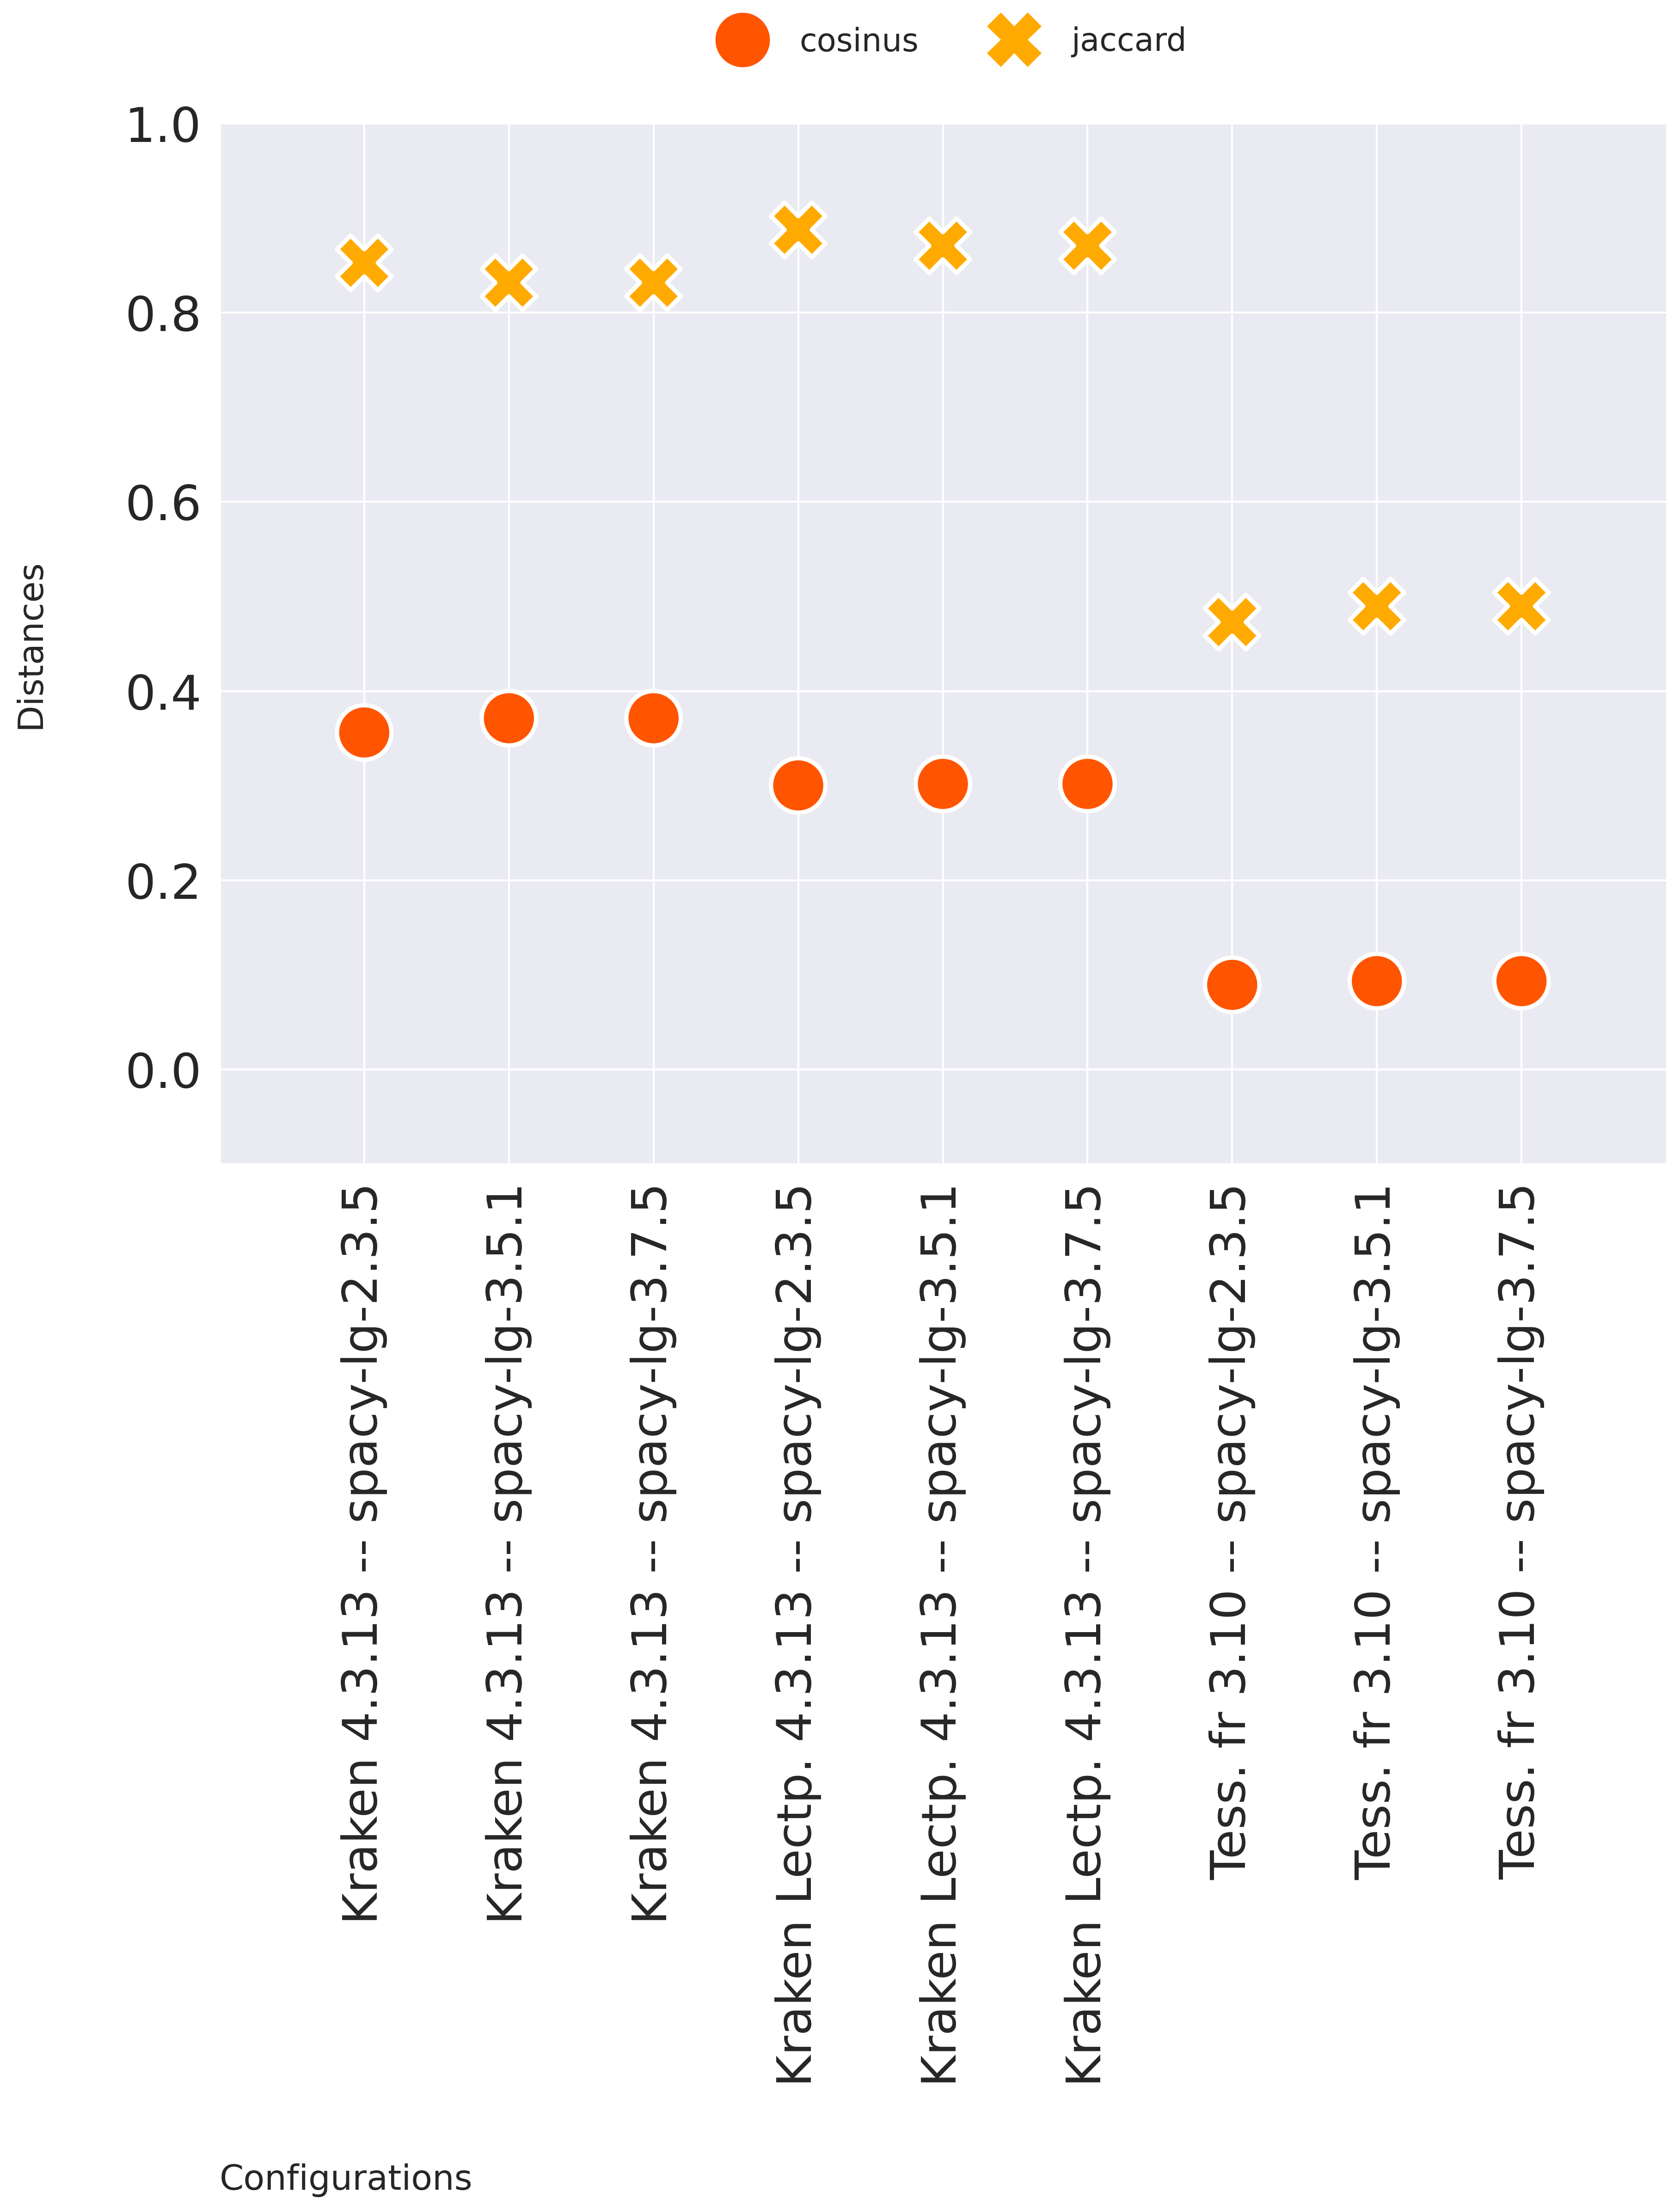 cosinus
jaccard
1.0
0.8
0.6
0.4
0.2
0.0
Distances
Kraken 4.3.13 -- spacy-lg-2.3.5
Kraken 4.3.13 -- spacy-lg-3.5.1
Kraken 4.3.13 -- spacy-lg-3.7.5
Kraken Lectp. 4.3.13 -- spacy-lg-2.3.5
Kraken Lectp. 4.3.13 -- spacy-lg-3.5.1
Kraken Lectp. 4.3.13 -- spacy-lg-3.7.5
Tess. fr 3.10 -- spacy-lg-2.3.5
Tess. fr 3.10 -- spacy-lg-3.5.1
Tess. fr 3.10 -- spacy-lg-3.7.5
Configurations